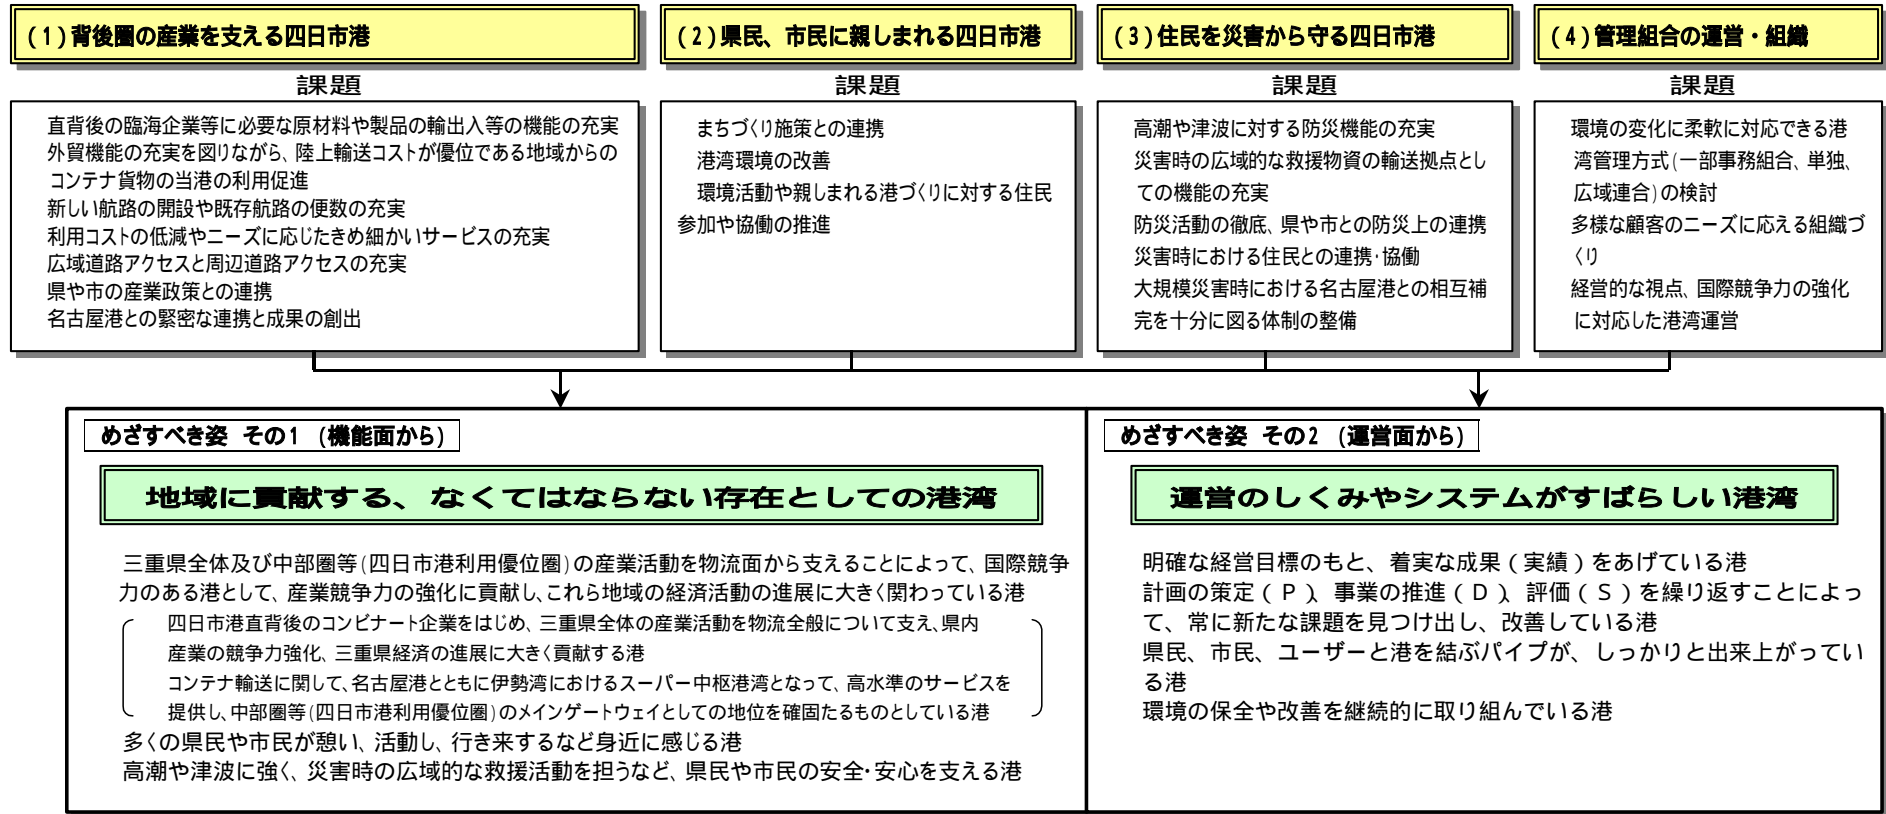 (1)背後圏の産業を支える四日市港
課題
直背後の臨海企業等に必要な原材料や製品の輸出入等の機能の充実
外貿機能の充実を図りながら、陸上輸送コストが優位である地域からの
コンテナ貨物の当港の利用促進
新しい航路の開設や既存航路の便数の充実
利用コストの低減やニーズに応じたきめ細かいサービスの充実
広域道路アクセスと周辺道路アクセスの充実
県や市の産業政策との連携
名古屋港との緊密な連携と成果の創出
(2)県民、市民に親しまれる四日市港
課題
まちづくり施策との連携
港湾環境の改善
環境活動や親しまれる港づくりに対する住民
参加や協働の推進
(3)住民を災害から守る四日市港
課題
高潮や津波に対する防災機能の充実
災害時の広域的な救援物資の輸送拠点とし
ての機能の充実
防災活動の徹底、県や市との防災上の連携
災害時における住民との連携・協働
大規模災害時における名古屋港との相互補
完を十分に図る体制の整備
(4)管理組合の運営・組織
課題
環境の変化に柔軟に対応できる港
湾管理方式(一部事務組合、単独、
広域連合)の検討
多様な顧客のニーズに応える組織づ
くり
経営的な視点、国際競争力の強化
に対応した港湾運営
めざすべき姿 その1 (機能面から)
地域に貢献する、なくてはならない存在としての港湾
三重県全体及び中部圏等(四日市港利用優位圏)の産業活動を物流面から支えることによって、国際競争
力のある港として、産業競争力の強化に貢献し、これら地域の経済活動の進展に大きく関わっている港
四日市港直背後のコンビナート企業をはじめ、三重県全体の産業活動を物流全般について支え、県内
産業の競争力強化、三重県経済の進展に大きく貢献する港
コンテナ輸送に関して、名古屋港とともに伊勢湾におけるスーパー中枢港湾となって、高水準のサービスを
提供し、中部圏等(四日市港利用優位圏)のメインゲートウェイとしての地位を確固たるものとしている港
多くの県民や市民が憩い、活動し、行き来するなど身近に感じる港
高潮や津波に強く、災害時の広域的な救援活動を担うなど、県民や市民の安全・安心を支える港
めざすべき姿 その2 (運営面から)
運営のしくみやシステムがすばらしい港湾
明確な経営目標のもと、着実な成果(実績)をあげている港
計画の策定(P)、事業の推進(D)、評価(S)を繰り返すことによっ
て、常に新たな課題を見つけ出し、改善している港
県民、市民、ユーザーと港を結ぶパイプが、しっかりと出来上がってい
る港
環境の保全や改善を継続的に取り組んでいる港